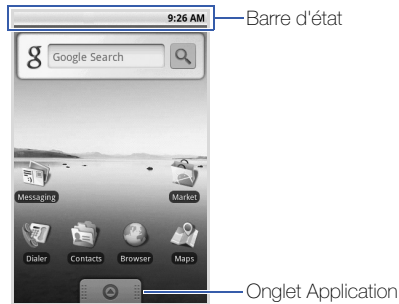 9:26 AM
Barre d'état
g Google Search
Messaging
Market
Dialer
Contacts
Browser
Maps
Onglet Application